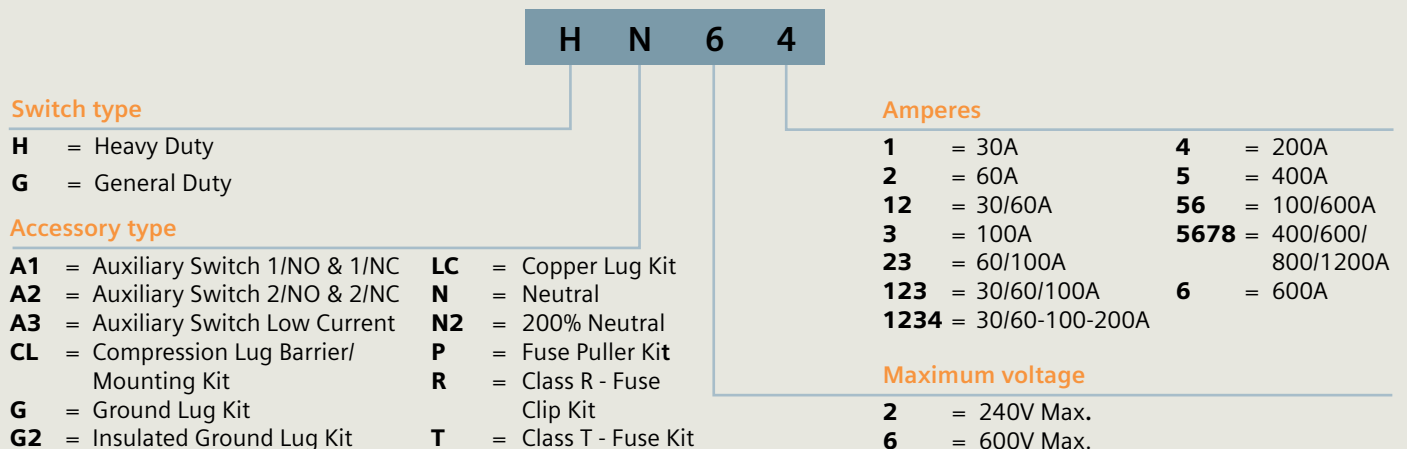 H N 6 4
Switch type
H = Heavy Duty
G = General Duty
Accessory type
A1 = Auxiliary Switch 1/NO & 1/NC
A2 = Auxiliary Switch 2/NO & 2/NC
A3 = Auxiliary Switch Low Current
CL = Compression Lug Barrier/
Mounting Kit
G = Ground Lug Kit
G2 = Insulated Ground Lug Kit
LC = Copper Lug Kit
N = Neutral
N2 = 200% Neutral
P = Fuse Puller Kit
R = Class R - Fuse
Clip Kit
T = Class T - Fuse Kit
Amperes
1 = 30A
2 = 60A
12 = 30/60A
3 = 100A
23 = 60/100A
123 = 30/60/100A
1234 = 30/60-100-200A
4 = 200A
5 = 400A
56 = 100/600A
5678 = 400/600/
800/1200A
6 = 600A
Maximum voltage
2 = 240V Max.
6 = 600V Max.